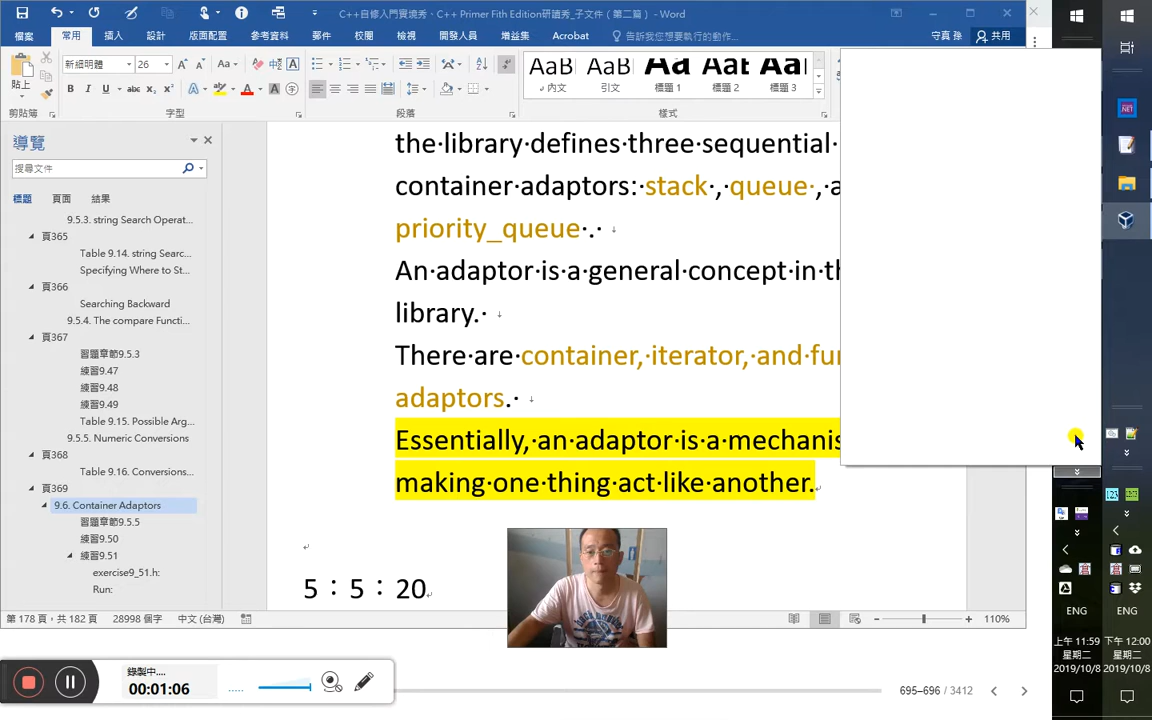 C++自修入門實境秀、C++ Primer Fith Edition研讀秀_子文件（第二篇） - Word
檔案 常用 插入 設計 版面配置 參考資料 郵件 校閱 檢視 開發人員 增益集 Acrobat 告訴我您想要執行的動作... 守真 孫 共用
新細明體 26
貼上
AaB AaB Aa Aat Aal
內文 引文 標題 1 標題 2 標題 3
剪貼簿 字型 段落 樣式
導覽
搜尋文件
標題 頁面 結果
9.5.3. string Search Operat...
頁365
Table 9.14. string Searc...
Specifying Where to St...
頁366
Searching Backward
9.5.4. The compare Functi...
頁367
習題章節9.5.3
練習9.47
練習9.48
練習9.49
Table 9.15. Possible Arg...
9.5.5. Numeric Conversions
頁368
Table 9.16. Conversions...
頁369
9.6. Container Adaptors
習題章節9.5.5
練習9.50
練習9.51
exercise9_51.h:
Run:
the library defines three sequential
container adaptors: stack , queue , a
priority_queue .
An adaptor is a general concept in th
library.
There are container, iterator, and fu
adaptors.
Essentially, an adaptor is a mechanis
making one thing act like another.
5：5：20
第 178 頁，共 182 頁 28998 個字 中文 (台灣) 110%
錄製中....
00:01:06
695–696 / 3412
ENG ENG
上午 11:59 下午 12:00
星期二 星期二
2019/10/8 2019/10/8